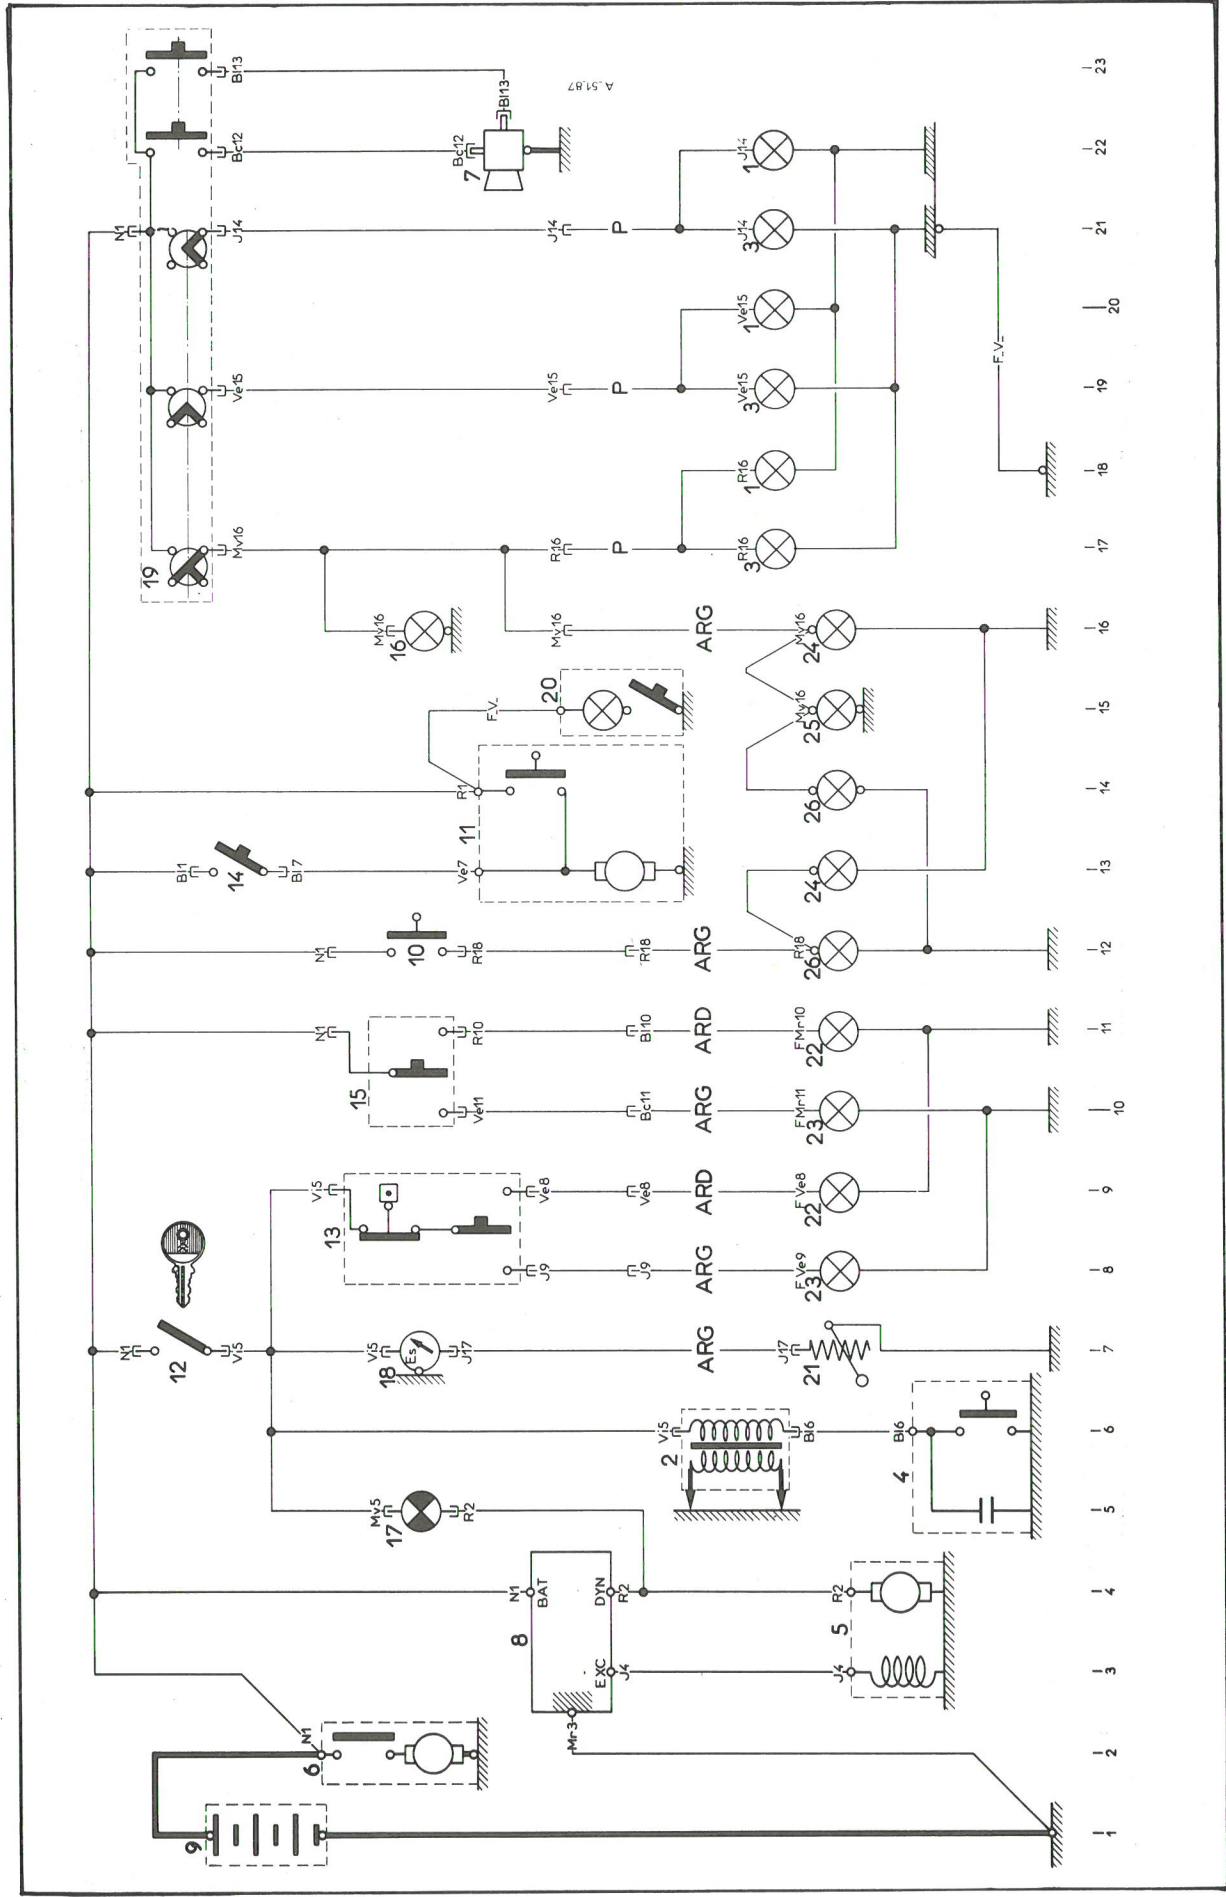 N1 N1
19
12
9 Bl1
Vi5 14 Mv16 Ve15 J14 Bc12 Bl13
N1 Bl7
6
Vi5 N1 N1
13
15
Mv5 Vi5 Mv16
17 18 16
Es 10
R2 J17 Ve11 R10 R18 Ve7 R1 Bc12
11 7
F.V. Bl13
8 N1
J9 Ve8 20
BAT
Mv16 R16 Ve15 J14
Mr3
EXC DYN A_51.87
J4 R2 P P P
J9 Ve8 Bc11 Bl10 R18
2 Vi5
ARG ARG ARD ARG ARD ARG ARG
R16 R16 Ve15 Ve15 J14 J14
3 1 3 1 3 1
J17 FVe9 FVe8 FMr11 FMr10 R18 Mv16 Mv16
Bl6
21 23 22 23 22 26 24 26 25 24
J4 5 R2
4 Bl6
F.V.
1 2 3 4 5 6 7 8 9 10 11 12 13 14 15 16 17 18 19 20 21 22 23